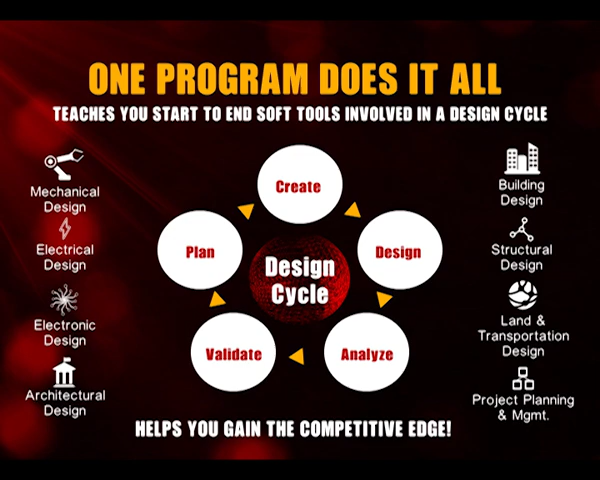 ONE PROGRAM DOES IT ALL
TEACHES YOU START TO END SOFT TOOLS INVOLVED IN A DESIGN CYCLE
Mechanical
Design
Electrical
Design
Electronic
Design
Architectural
Design
Create
Design
Analyze
Validate
Plan
Design
Cycle
Building
Design
Structural
Design
Land &
Transportation
Design
Project Planning
& Mgmt.
HELPS YOU GAIN THE COMPETITIVE EDGE!